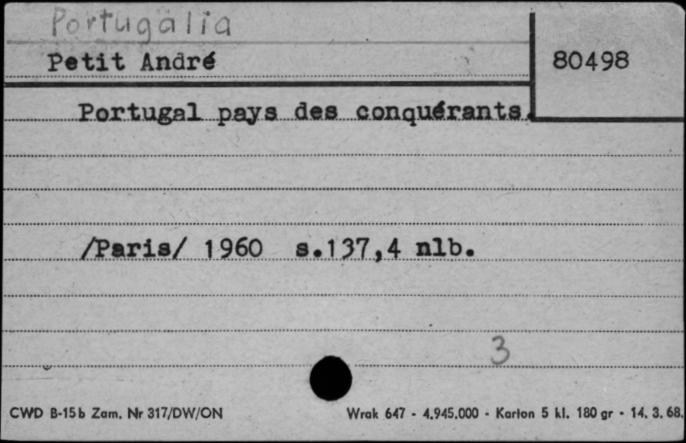 Portugalia
Petit André
80498
Portugal pays des conquérants.
/Paris/ 1960 s.137,4 nlb.
3
CWD B-15b Zam. Nr 317/DW/ON
Wrak 647 - 4.945.000 - Karton 5 kl. 180 gr - 14. 3. 68.